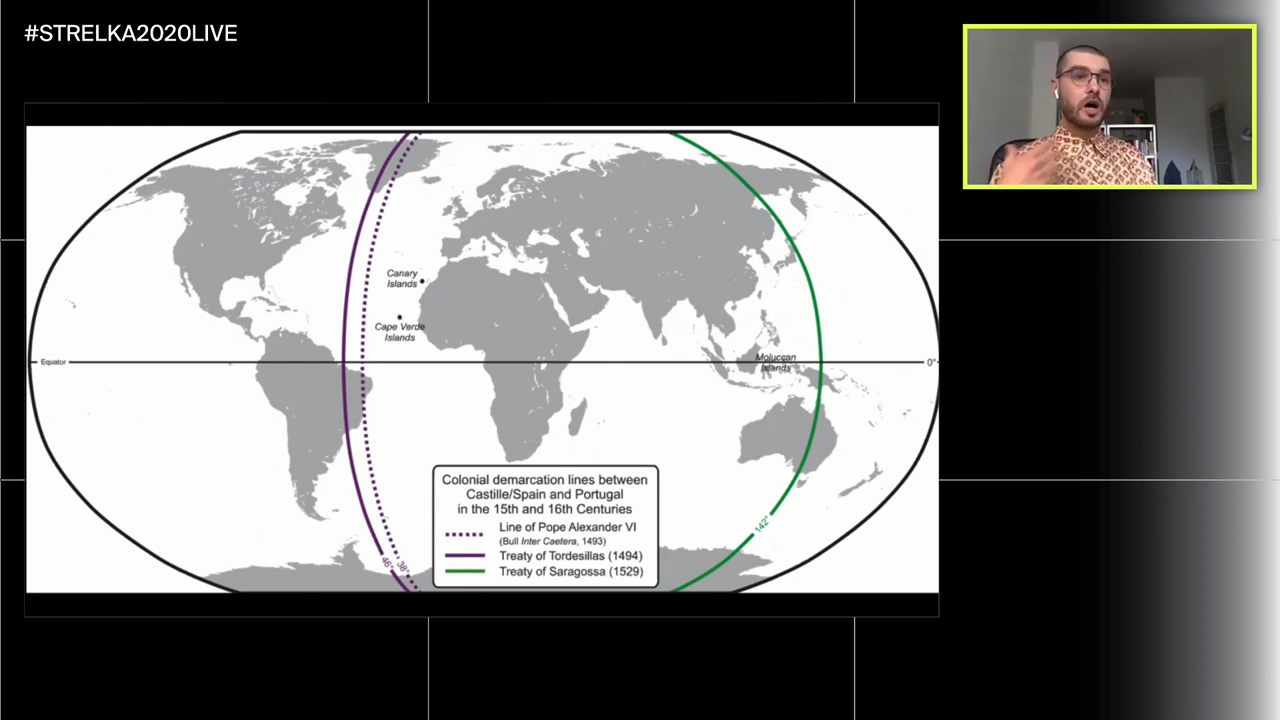 #STRELKA2020LIVE
Canary
Islands
Cape Verde
Islands
Equator
Moluccan
Islands
0°
Colonial demarcation lines between
Castille/Spain and Portugal
in the 15th and 16th Centuries
Line of Pope Alexander VI
(Bull Inter Caetera, 1493)
Treaty of Tordesillas (1494)
Treaty of Saragossa (1529)
142°
46°
38°